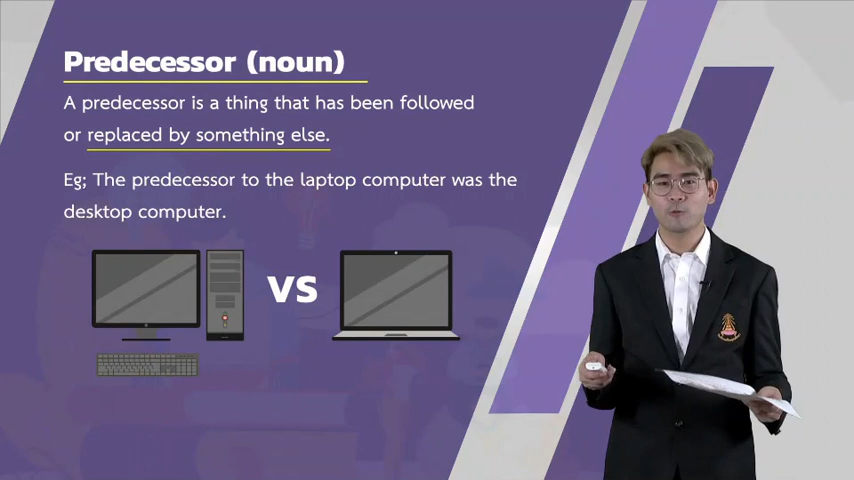 Predecessor (noun)
A predecessor is a thing that has been followed
or replaced by something else.
Eg; The predecessor to the laptop computer was the
desktop computer.
VS